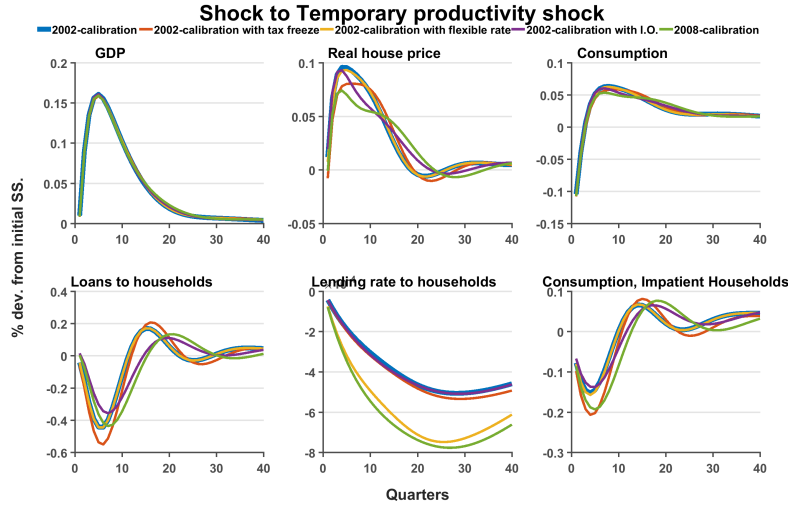 Shock to Temporary productivity shock
2002-calibration 2002-calibration with tax freeze 2002-calibration with flexible rate 2002-calibration with I.O. 2008-calibration
GDP Real house price Consumption
0.2 0.1 0.1
0.15 0.05 0.05
0.1 0
0.05 0 -0.05
-0.1
0 -0.05 -0.15
0 10 20 30 40 0 10 20 30 40 0 10 20 30 40
% dev. from initial SS.
Loans to households Lending rate to households Consumption, Impatient Households
0.4 0 0.1
0.2 -2 0
0 -4 -0.1
-0.2 -6 -0.2
-0.4
-0.6 -8 -0.3
0 10 20 30 40 0 10 20 30 40 0 10 20 30 40
Quarters